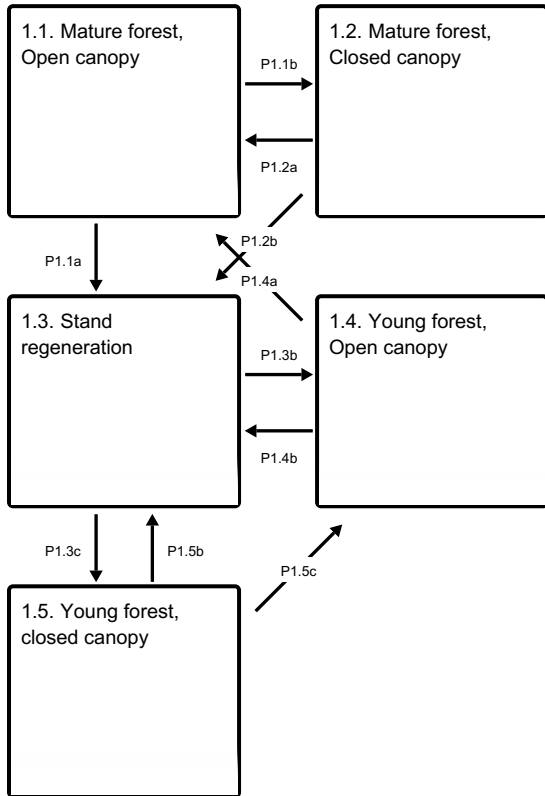 1.1. Mature forest,
Open canopy
P1.1b
1.2. Mature forest,
Closed canopy
P1.2a
P1.1a
P1.2b
P1.4a
1.3. Stand
regeneration
P1.3b
1.4. Young forest,
Open canopy
P1.4b
P1.3c
P1.5b
P1.5c
1.5. Young forest,
closed canopy